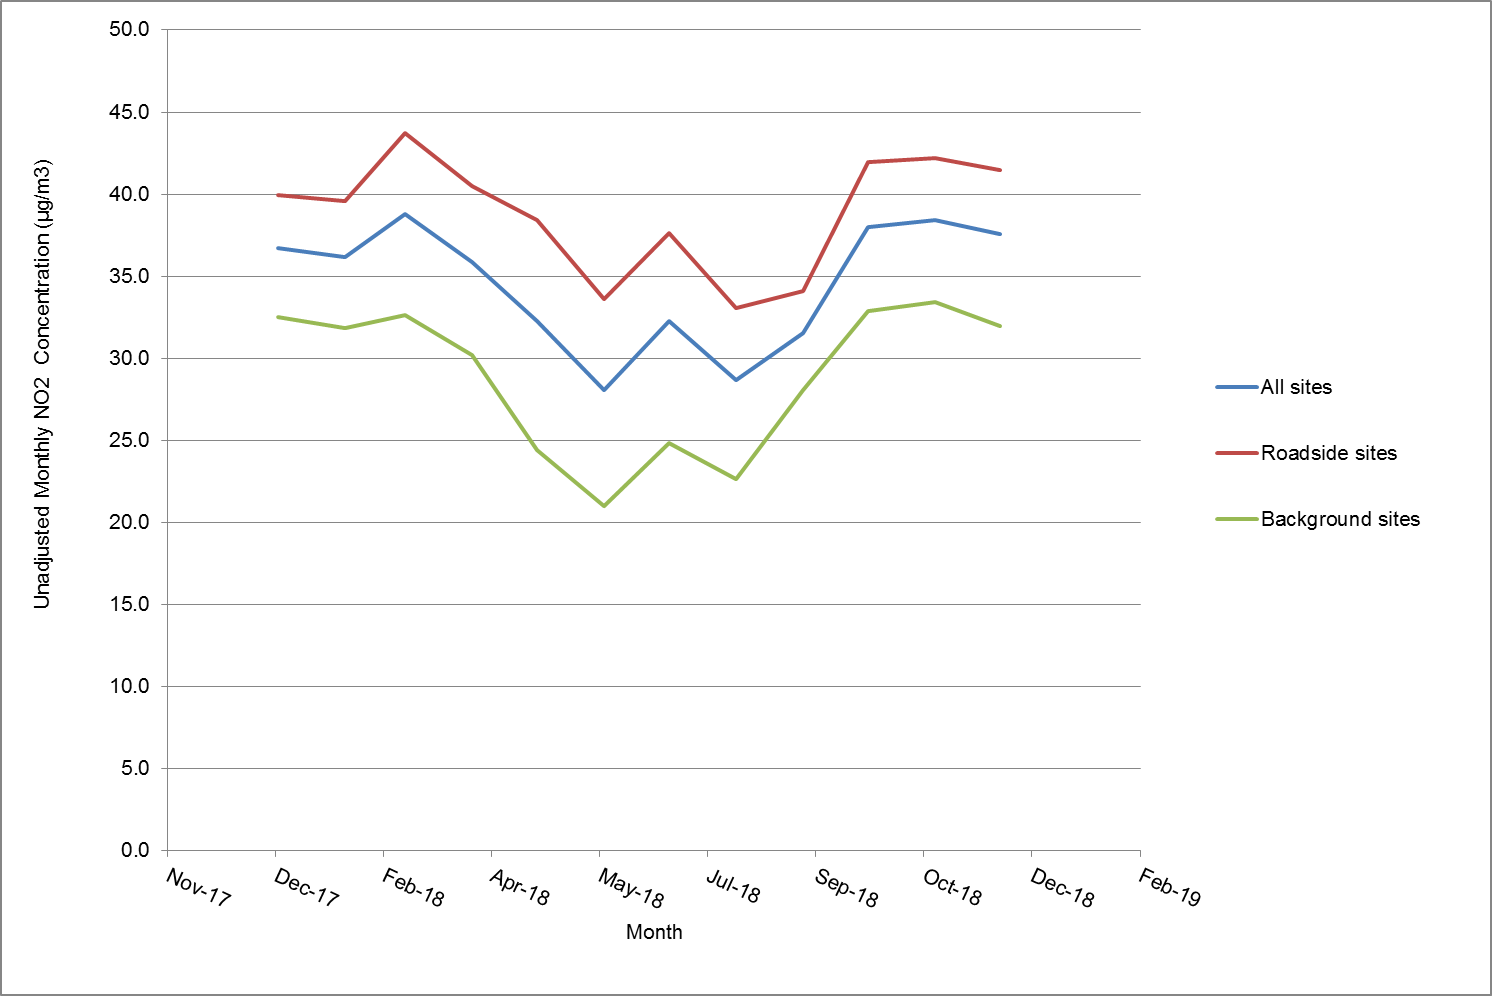 50.0
45.0
40.0
35.0
30.0
25.0
20.0
15.0
10.0
5.0
0.0
Unadjusted Monthly NO2 Concentration (µg/m3)
Nov-17
Dec-17
Feb-18
Apr-18
May-18
Jul-18
Sep-18
Oct-18
Dec-18
Feb-19
Month
All sites
Roadside sites
Background sites